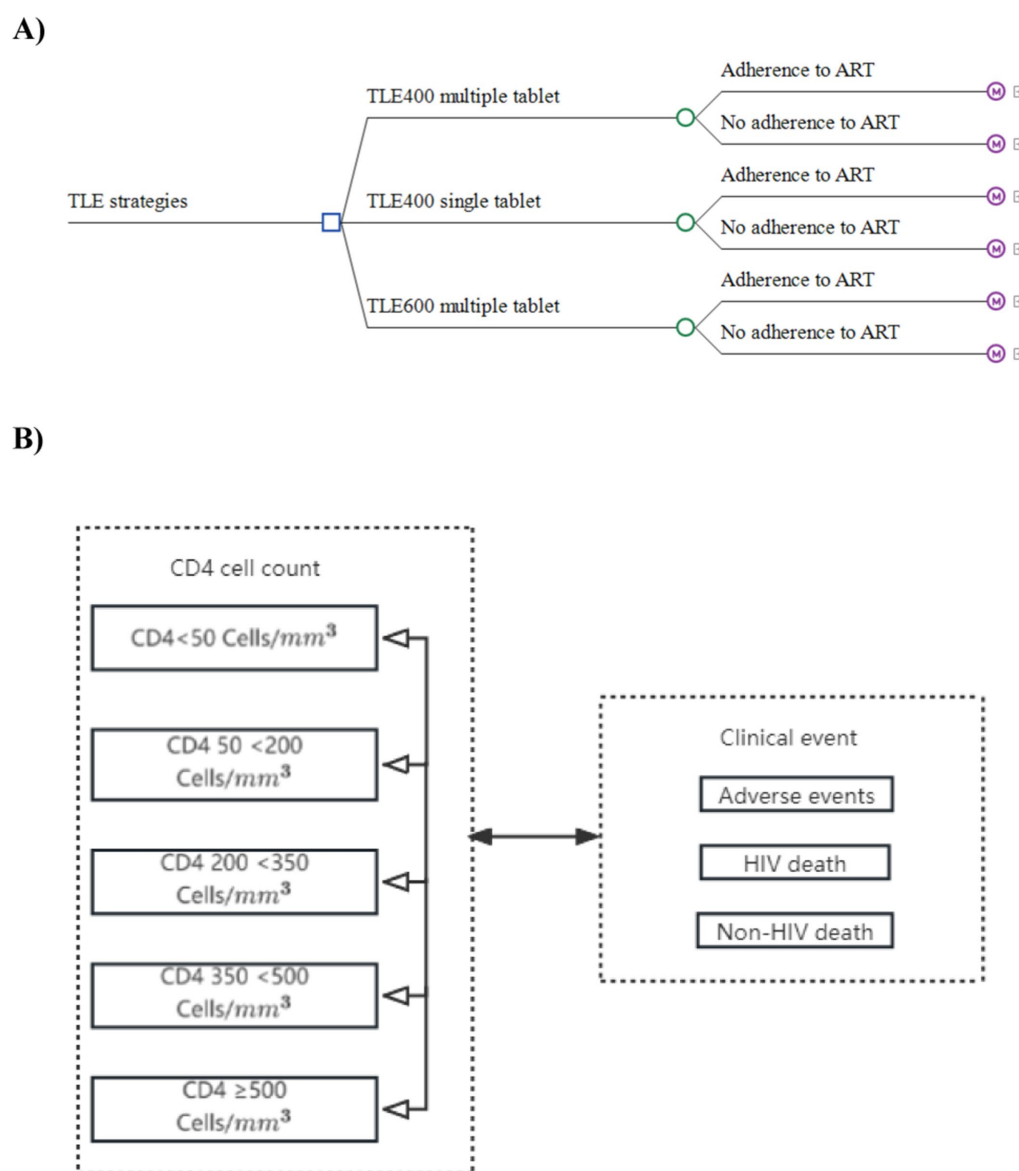 A)
TLE strategies
TLE400 multiple tablet
Adherence to ART
M
No adherence to ART
M
TLE400 single tablet
Adherence to ART
M
No adherence to ART
M
TLE600 multiple tablet
Adherence to ART
M
No adherence to ART
M
B)
CD4 cell count
CD4<50 Cells/mm³
CD4 50 <200
Cells/mm³
CD4 200 <350
Cells/mm³
CD4 350 <500
Cells/mm³
CD4 ≥500
Cells/mm³
Clinical event
Adverse events
HIV death
Non-HIV death